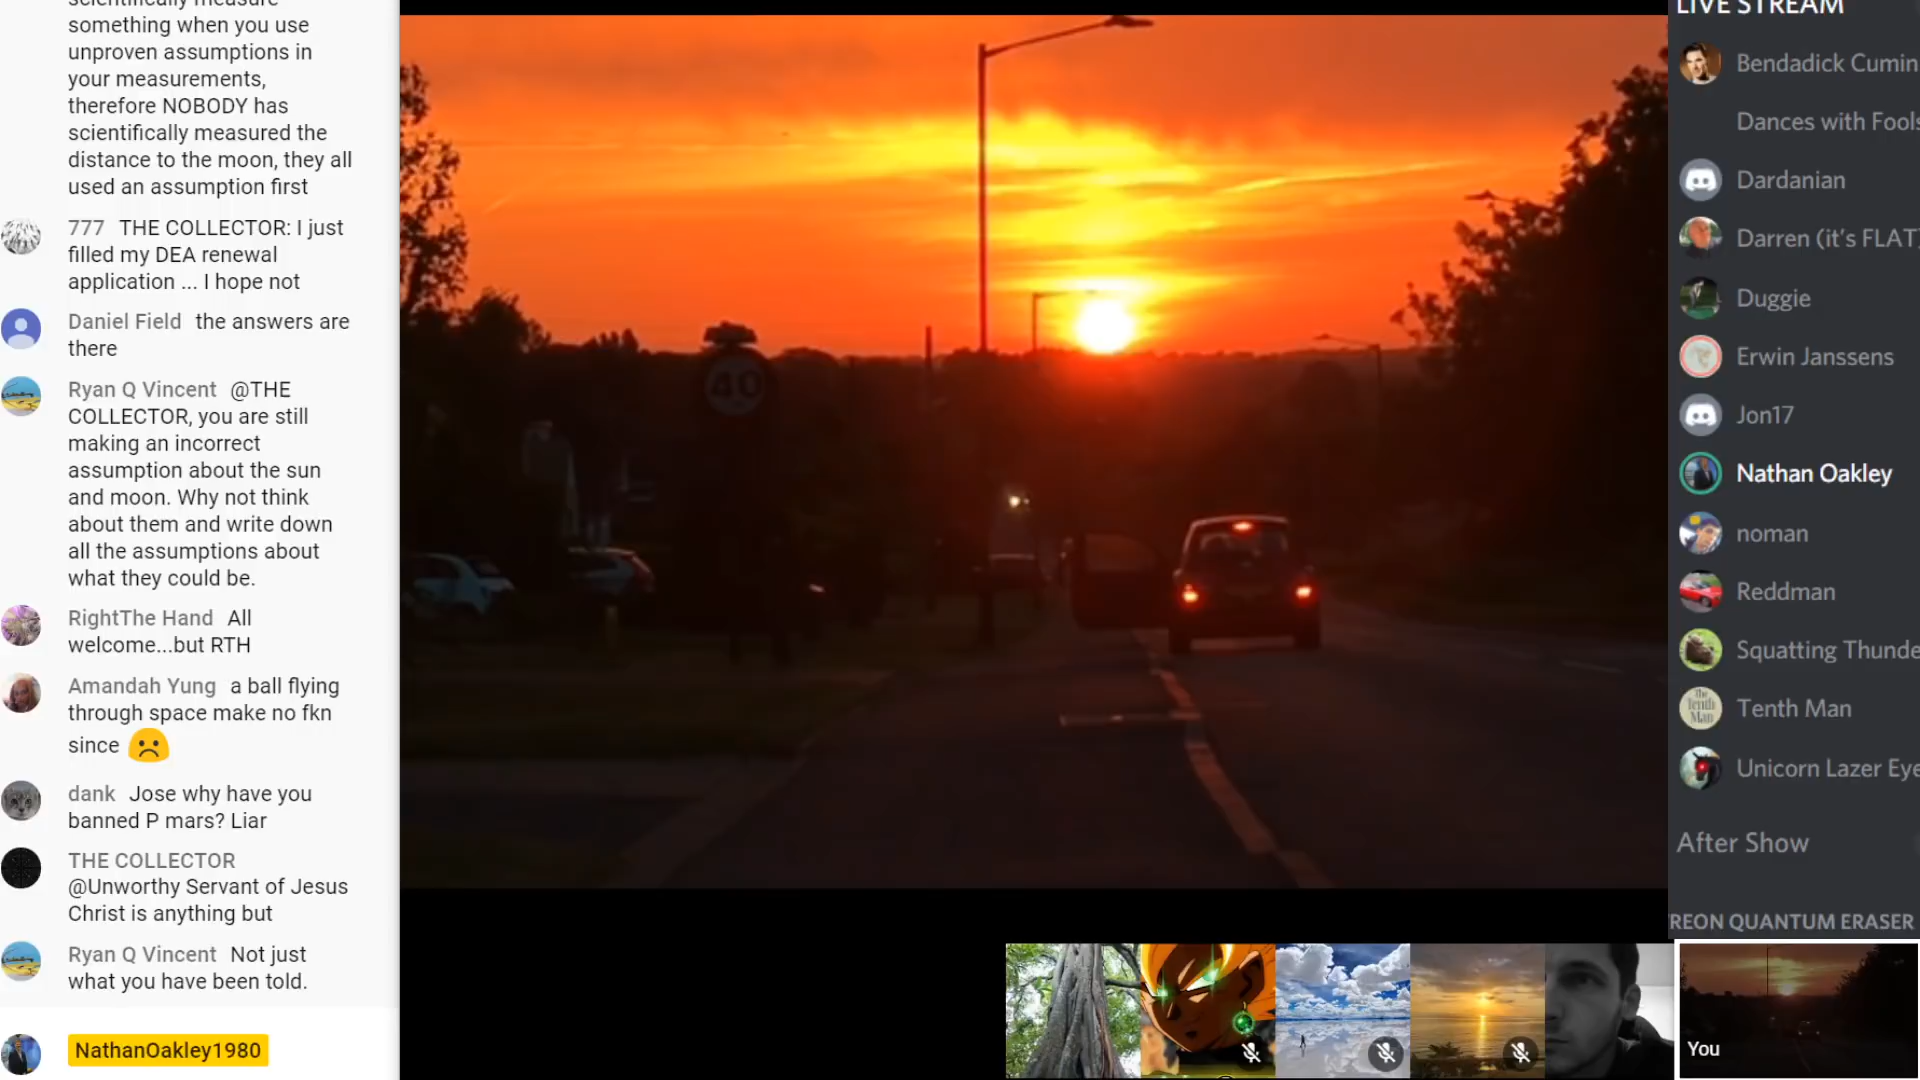 scientifically measure
something when you use
unproven assumptions in
your measurements,
therefore NOBODY has
scientifically measured the
distance to the moon, they all
used an assumption first
777 THE COLLECTOR: I just
filled my DEA renewal
application ... I hope not
Daniel Field the answers are
there
Ryan Q Vincent @THE
COLLECTOR, you are still
making an incorrect
assumption about the sun
and moon. Why not think
about them and write down
all the assumptions about
what they could be.
RightThe Hand All
welcome...but RTH
Amandah Yung a ball flying
through space make no fkn
since
dank Jose why have you
banned P mars? Liar
THE COLLECTOR
@Unworthy Servant of Jesus
Christ is anything but
Ryan Q Vincent Not just
what you have been told.
NathanOakley1980
40
LIVE STREAM
Bendadick Cumin
Dances with Fools
Dardanian
Darren (it's FLAT)
Duggie
Erwin Janssens
Jon17
Nathan Oakley
noman
Reddman
Squatting Thunde
The Tenth Man
Tenth Man
Unicorn Lazer Eye
After Show
REON QUANTUM ERASER
You